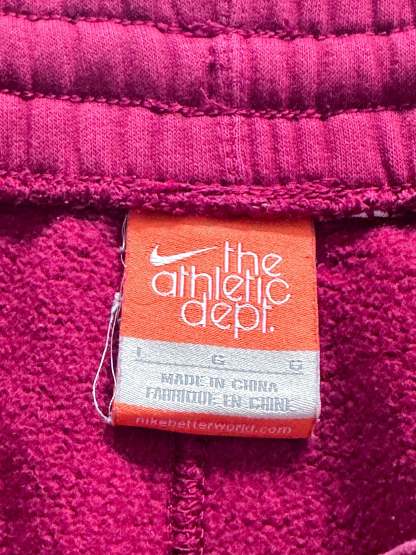 the
athletic
dept.
L G G
MADE IN CHINA
FABRIQUE EN CHINE
nikebetterworld.com